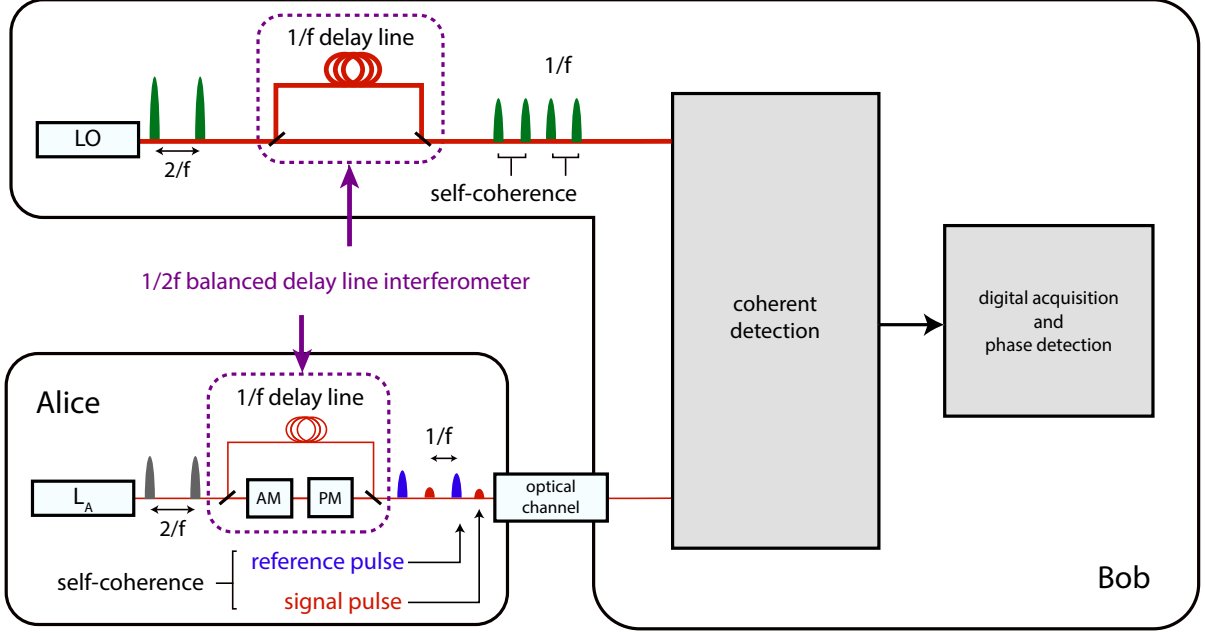 1/f delay line
1/f
LO
2/f
self-coherence
1/2f balanced delay line interferometer
coherent
detection
digital acquisition
and
phase detection
Alice
1/f delay line
1/f
L_A
AM
PM
optical
channel
2/f
reference pulse
self-coherence
signal pulse
Bob